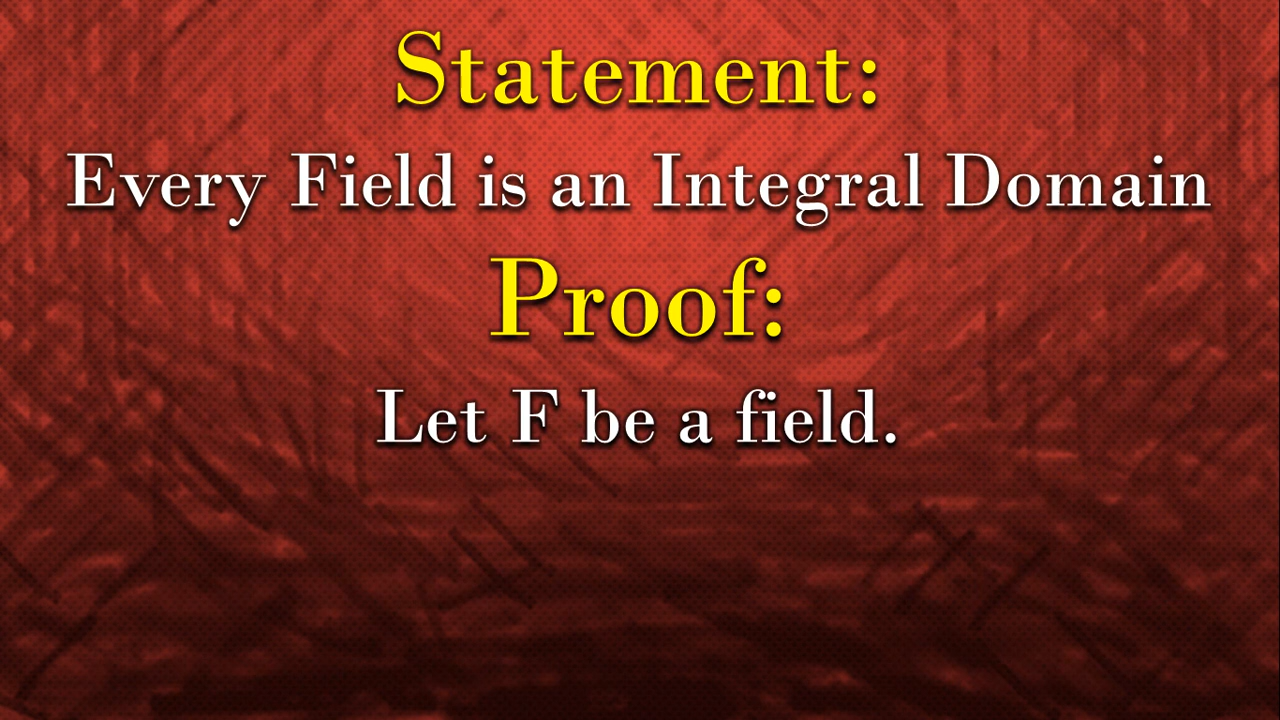 Statement:
Every Field is an Integral Domain
Proof:
Let F be a field.